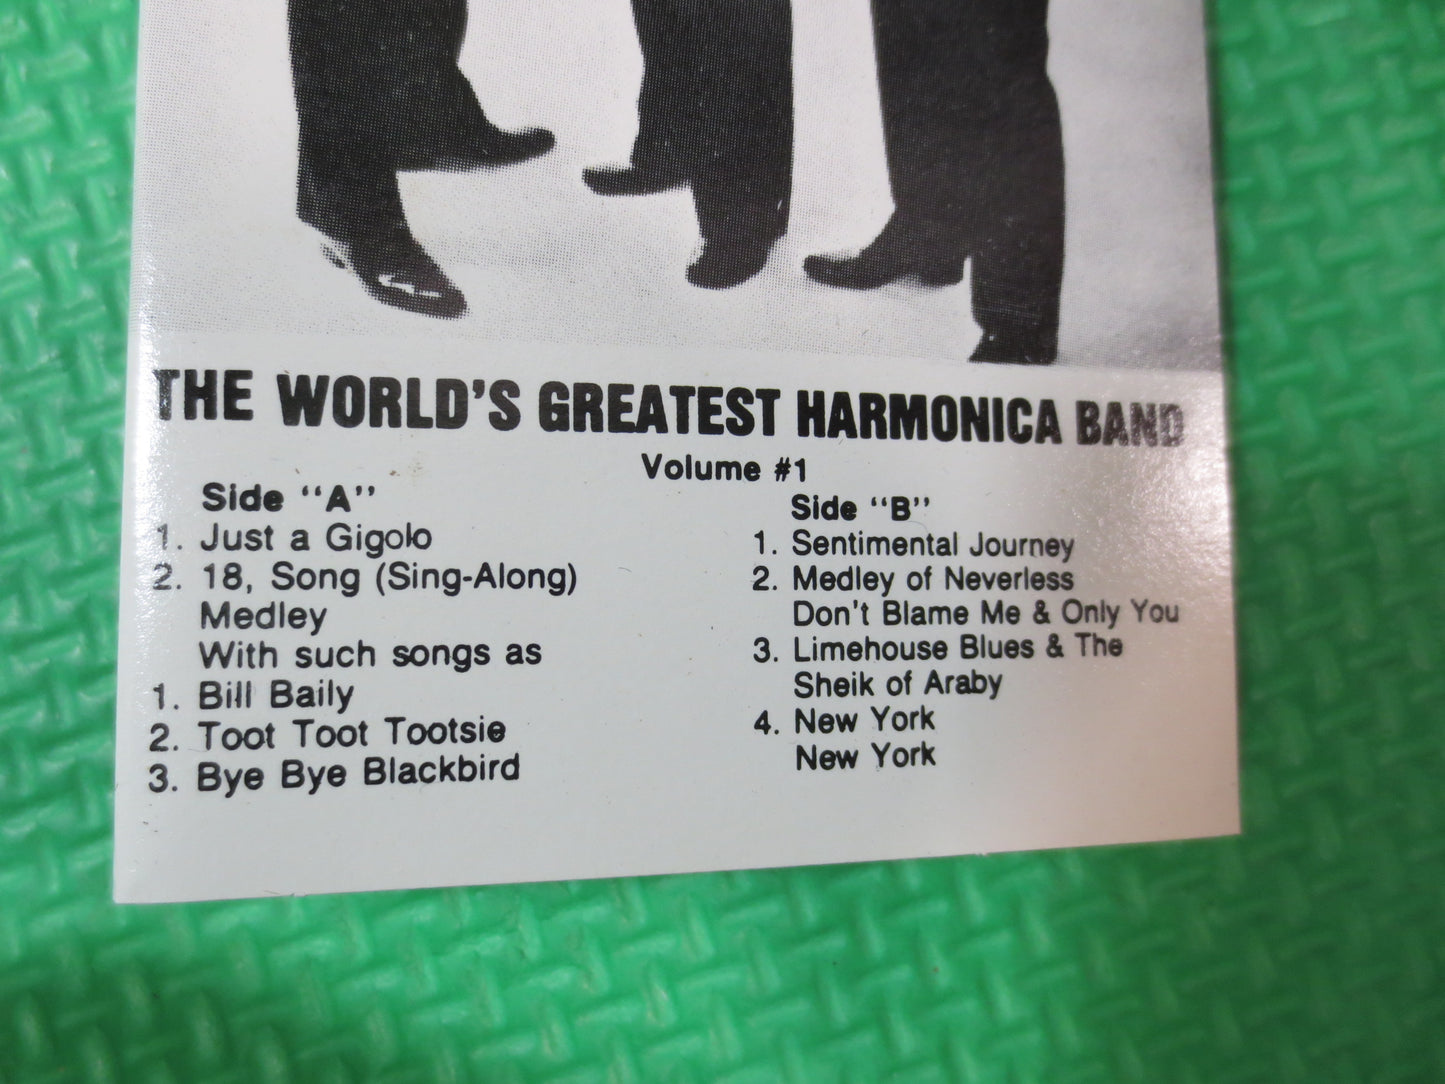 THE WORLD'S GREATEST HARMONICA BAND
Volume #1
Side "A"
1. Just a Gigolo
2. 18, Song (Sing-Along)
Medley
With such songs as
1. Bill Baily
2. Toot Toot Tootsie
3. Bye Bye Blackbird
Side "B"
1. Sentimental Journey
2. Medley of Neverless
Don't Blame Me & Only You
3. Limehouse Blues & The
Sheik of Araby
4. New York
New York